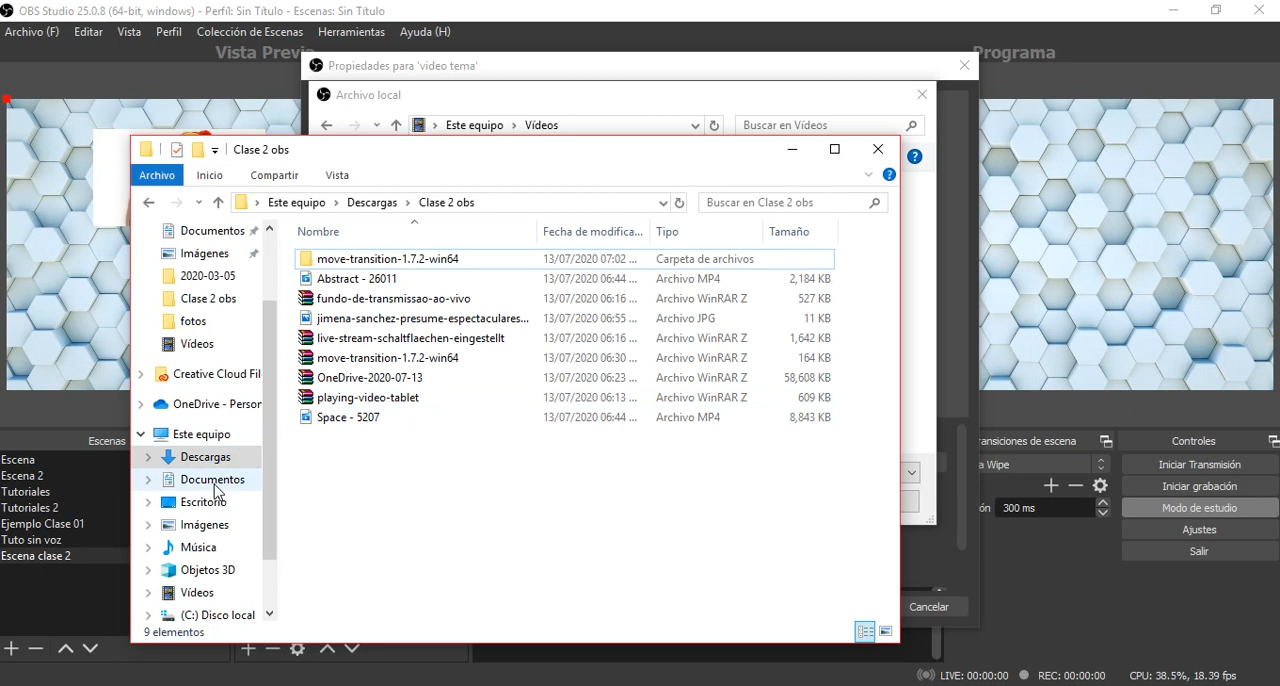 OBS Studio 25.0.8 (64-bit, windows) - Perfil: Sin Título - Escenas: Sin Título
Archivo (F) Editar Vista Perfil Colección de Escenas Herramientas Ayuda (H)
Vista Previa
Programa
Propiedades para 'video tema'
Archivo local
Este equipo › Vídeos
Buscar en Vídeos
Clase 2 obs
Archivo Inicio Compartir Vista
Este equipo › Descargas › Clase 2 obs
Buscar en Clase 2 obs
Documentos
Imágenes
2020-03-05
Clase 2 obs
fotos
Vídeos
Creative Cloud Fil
OneDrive - Person
Este equipo
Descargas
Documentos
Escritorio
Imágenes
Música
Objetos 3D
Vídeos
(C:) Disco local
9 elementos
Nombre Fecha de modifica... Tipo Tamaño
move-transition-1.7.2-win64 13/07/2020 07:02 ... Carpeta de archivos
Abstract - 26011 13/07/2020 06:44 ... Archivo MP4 2,184 KB
fundo-de-transmissao-ao-vivo 13/07/2020 06:16 ... Archivo WinRAR Z 527 KB
jimena-sanchez-presume-espectaculares... 13/07/2020 06:55 ... Archivo JPG 11 KB
live-stream-schaltflaechen-eingestellt 13/07/2020 06:16 ... Archivo WinRAR Z 1,642 KB
move-transition-1.7.2-win64 13/07/2020 06:30 ... Archivo WinRAR Z 164 KB
OneDrive-2020-07-13 13/07/2020 06:23 ... Archivo WinRAR Z 58,608 KB
playing-video-tablet 13/07/2020 06:13 ... Archivo WinRAR Z 609 KB
Space - 5207 13/07/2020 06:44 ... Archivo MP4 8,843 KB
Escenas
Escena
Escena 2
Tutoriales
Tutoriales 2
Ejemplo Clase 01
Tuto sin voz
Escena clase 2
ransiciones de escena
a Wipe
ón 300 ms
Cancelar
Controles
Iniciar Transmisión
Iniciar grabación
Modo de estudio
Ajustes
Salir
LIVE: 00:00:00 REC: 00:00:00 CPU: 38.5%, 18.39 fps